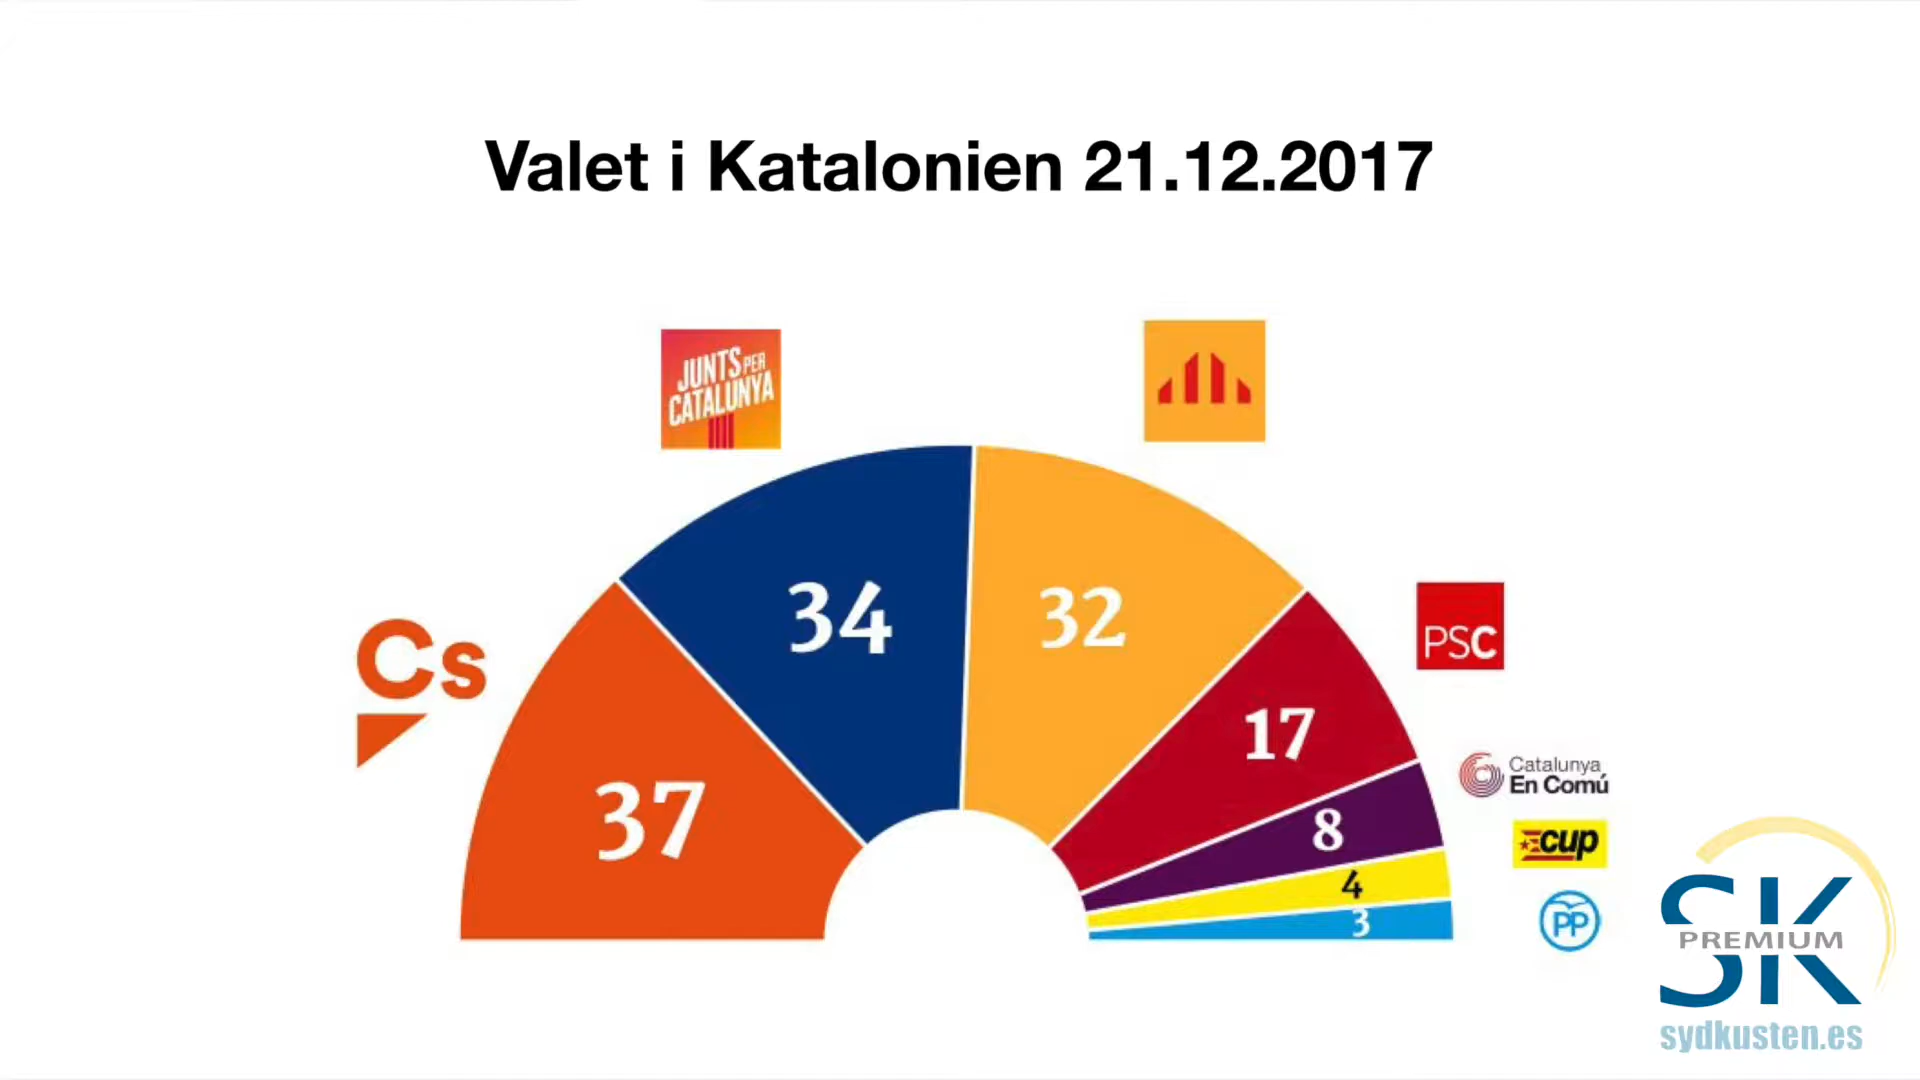 Valet i Katalonien 21.12.2017
JUNTS PER
CATALUNYA
Cs
34
32
37
17
PSC
Catalunya
En Comú
8
cup
4
PP
3
SK
PREMIUM
SK
sydkusten.es